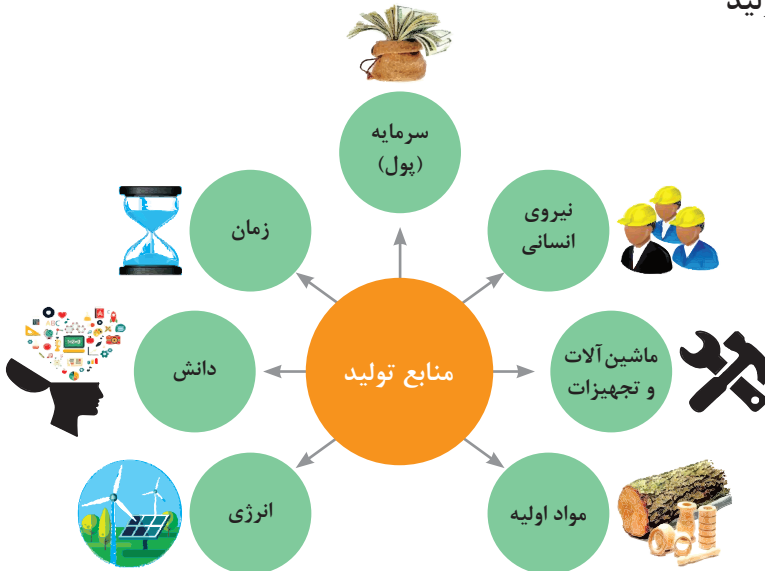 سرمایه
(پول)
نیروی
انسانی
ماشین‌آلات
و تجهیزات
مواد اولیه
انرژی
دانش
زمان
منابع تولید